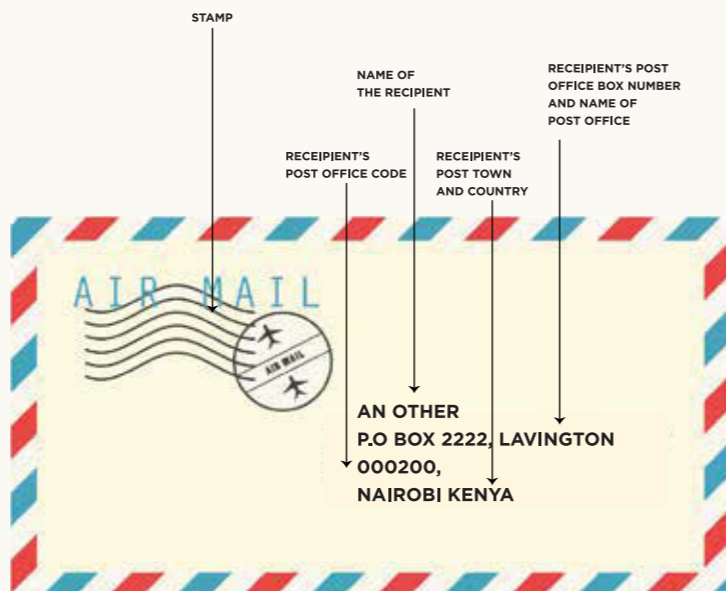 STAMP
NAME OF
THE RECIPIENT
RECEIPIENT'S POST
OFFICE BOX NUMBER
AND NAME OF
POST OFFICE
RECEIPIENT'S
POST OFFICE CODE
RECEIPIENT'S
POST TOWN
AND COUNTRY
AIR MAIL
AIR MAIL
AN OTHER
P.O BOX 2222, LAVINGTON
000200,
NAIROBI KENYA